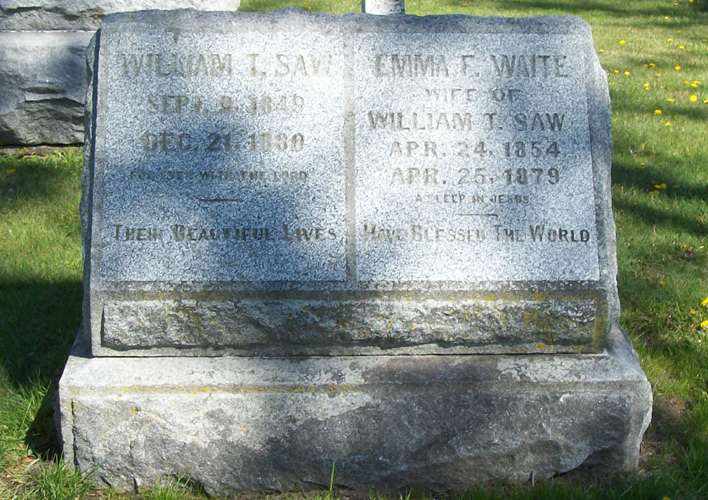 WILLIAM T. SAW
SEPT. 9, 1849
DEC. 21, 1880
FOREVER WITH THE LORD
THEIR BEAUTIFUL LIVES
EMMA F. WAITE
WIFE OF
WILLIAM T. SAW
APR. 24, 1854
APR. 25, 1879
ASLEEP IN JESUS
HAVE BLESSED THE WORLD